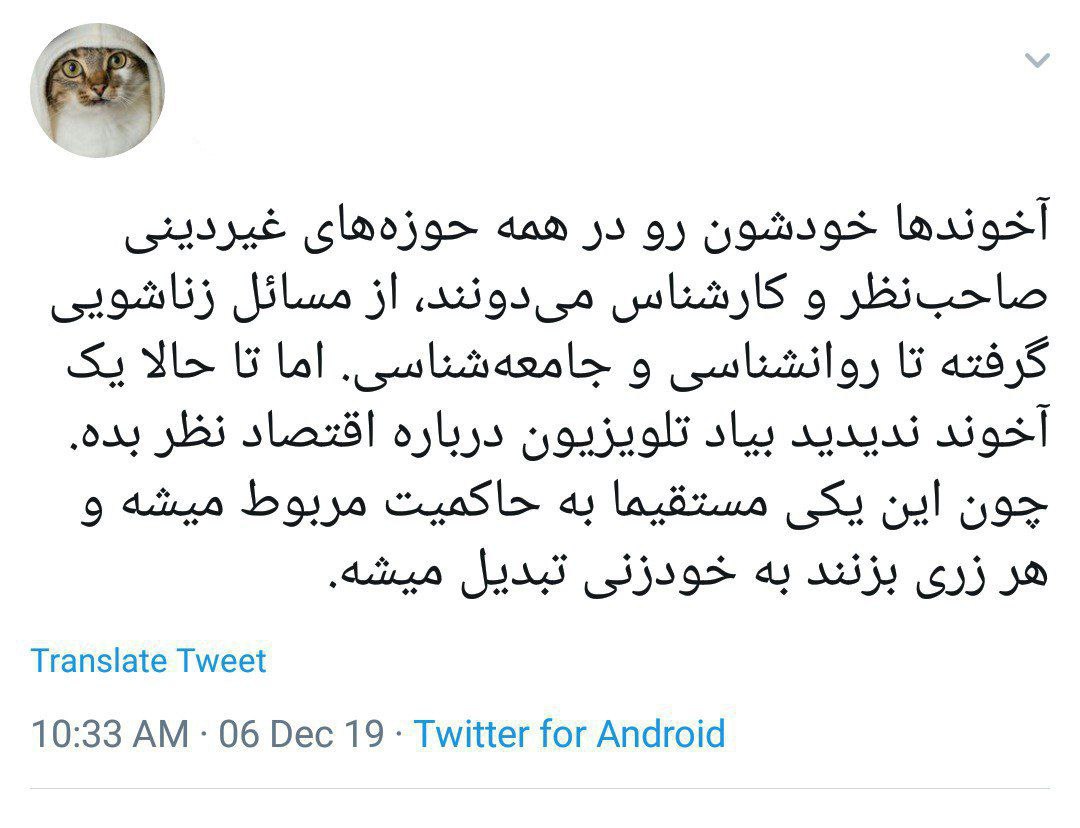 آخوندها خودشون رو در همه حوزه‌های غیردینی
صاحب‌نظر و کارشناس می‌دونند، از مسائل زناشویی
گرفته تا روانشناسی و جامعه‌شناسی. اما تا حالا یک
آخوند ندیدید بیاد تلویزیون درباره اقتصاد نظر بده.
چون این یکی مستقیما به حاکمیت مربوط میشه و
هر زری بزنند به خودزنی تبدیل میشه.
Translate Tweet
10:33 AM · 06 Dec 19 · Twitter for Android